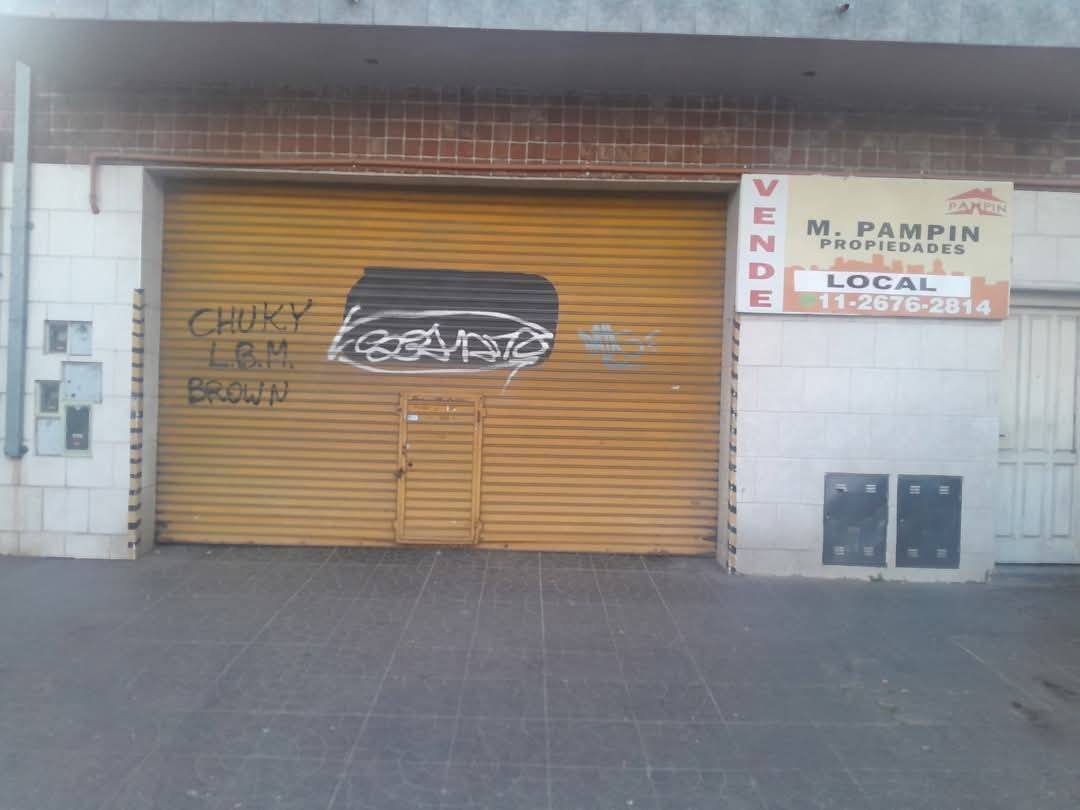 CHUKY
L.B.M.
BROWN
VENDE
PAMPIN
M. PAMPIN
PROPIEDADES
LOCAL
11-2676-2814